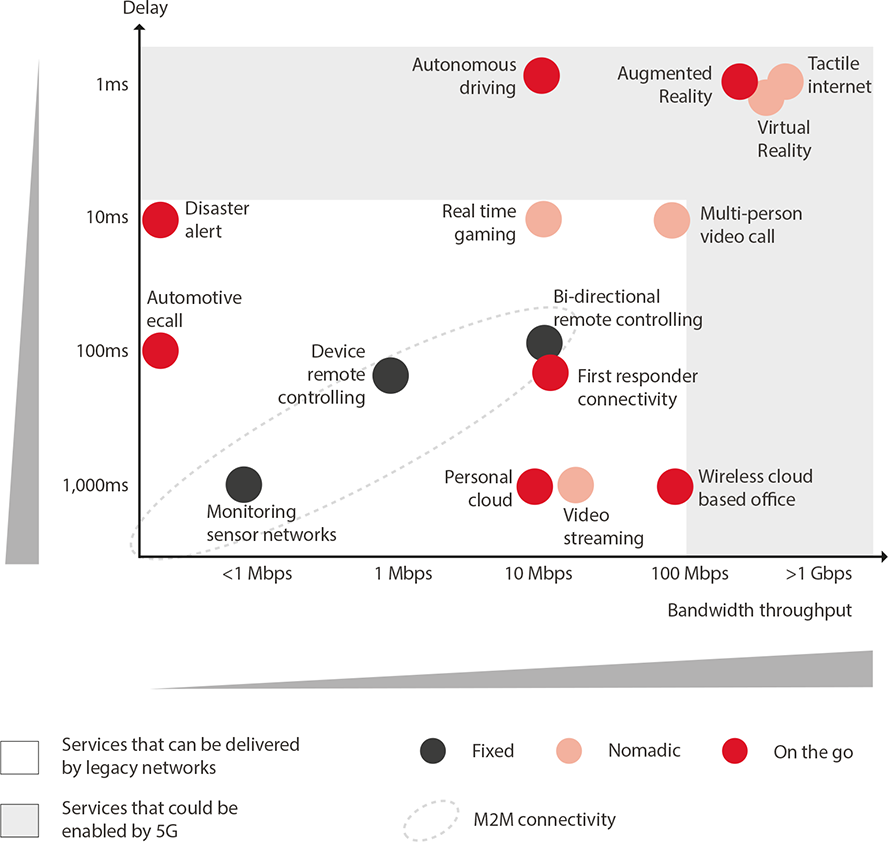 Delay
1ms
10ms
100ms
1,000ms
Autonomous
driving
Augmented
Reality
Tactile
internet
Virtual
Reality
Disaster
alert
Real time
gaming
Multi-person
video call
Automotive
ecall
Bi-directional
remote controlling
Device
remote
controlling
First responder
connectivity
Monitoring
sensor networks
Personal
cloud
Video
streaming
Wireless cloud
based office
<1 Mbps
1 Mbps
10 Mbps
100 Mbps
>1 Gbps
Bandwidth throughput
Services that can be delivered
by legacy networks
Fixed
Nomadic
On the go
Services that could be
enabled by 5G
M2M connectivity